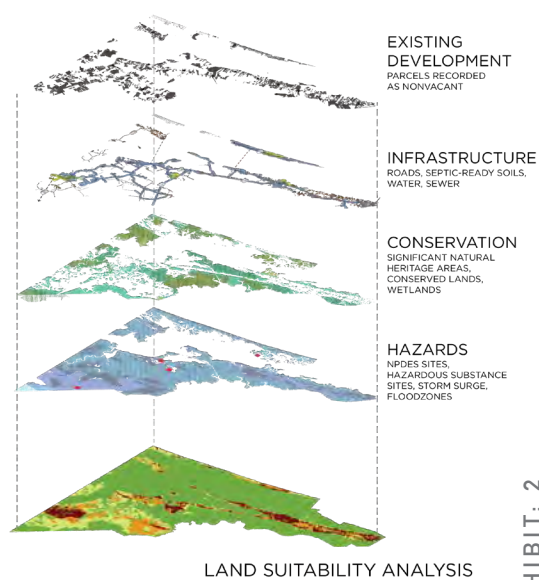 EXISTING
DEVELOPMENT
PARCELS RECORDED
AS NONVACANT
INFRASTRUCTURE
ROADS, SEPTIC-READY SOILS,
WATER, SEWER
CONSERVATION
SIGNIFICANT NATURAL
HERITAGE AREAS,
CONSERVED LANDS,
WETLANDS
HAZARDS
NPDES SITES,
HAZARDOUS SUBSTANCE
SITES, STORM SURGE,
FLOODZONES
LAND SUITABILITY ANALYSIS
HIBIT: 2